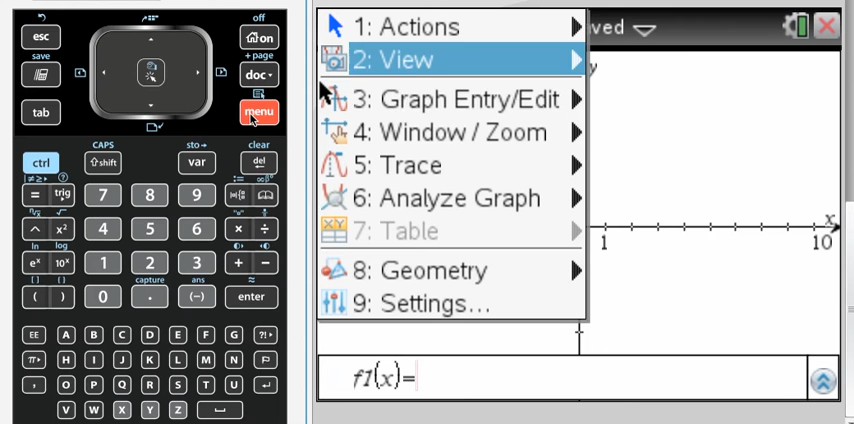 off
esc
on
save
+ page
doc
tab
menu
CAPS
sto→
clear
ctrl
shift
var
del
= trig 7 8 9
^ x² 4 5 6 × ÷
ln log
eˣ 10ˣ 1 2 3 + −
capture ans
( ) 0 . (−) enter
EE A B C D E F G ?!
π H I J K L M N
, O P Q R S T U
V W X Y Z
1: Actions
2: View
3: Graph Entry/Edit
4: Window / Zoom
5: Trace
6: Analyze Graph
7: Table
8: Geometry
9: Settings...
ved
y
x
1 10
f1(x)=